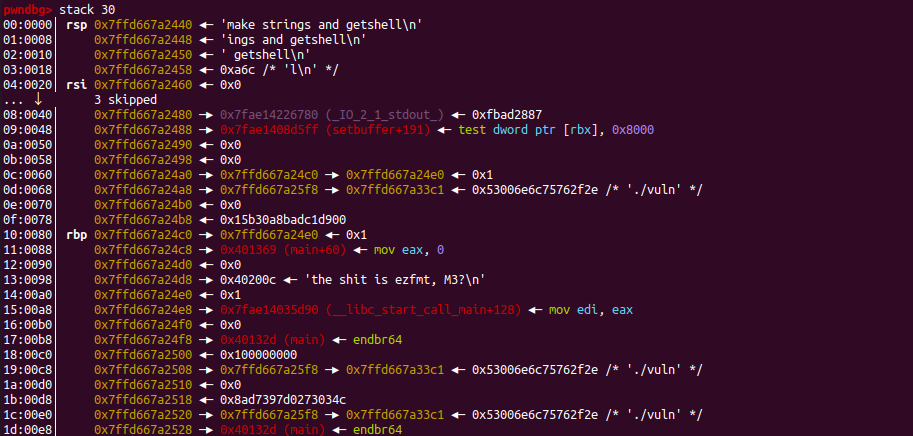 pwndbg> stack 30
00:0000│ rsp 0x7ffd667a2440 ◂— 'make strings and getshell\n'
01:0008│     0x7ffd667a2448 ◂— 'ings and getshell\n'
02:0010│     0x7ffd667a2450 ◂— ' getshell\n'
03:0018│     0x7ffd667a2458 ◂— 0xa6c /* 'l\n' */
04:0020│ rsi 0x7ffd667a2460 ◂— 0x0
... ↓        3 skipped
08:0040│     0x7ffd667a2480 —▸ 0x7fae14226780 (_IO_2_1_stdout_) ◂— 0xfbad2887
09:0048│     0x7ffd667a2488 —▸ 0x7fae1408d5ff (setbuffer+191) ◂— test dword ptr [rbx], 0x8000
0a:0050│     0x7ffd667a2490 ◂— 0x0
0b:0058│     0x7ffd667a2498 ◂— 0x0
0c:0060│     0x7ffd667a24a0 —▸ 0x7ffd667a24c0 —▸ 0x7ffd667a24e0 ◂— 0x1
0d:0068│     0x7ffd667a24a8 —▸ 0x7ffd667a25f8 —▸ 0x7ffd667a33c1 ◂— 0x53006e6c75762f2e /* './vuln' */
0e:0070│     0x7ffd667a24b0 ◂— 0x0
0f:0078│     0x7ffd667a24b8 ◂— 0x15b30a8badc1d900
10:0080│ rbp 0x7ffd667a24c0 —▸ 0x7ffd667a24e0 ◂— 0x1
11:0088│     0x7ffd667a24c8 —▸ 0x401369 (main+60) ◂— mov eax, 0
12:0090│     0x7ffd667a24d0 ◂— 0x0
13:0098│     0x7ffd667a24d8 —▸ 0x40200c ◂— 'the shit is ezfmt, M3?\n'
14:00a0│     0x7ffd667a24e0 ◂— 0x1
15:00a8│     0x7ffd667a24e8 —▸ 0x7fae14035d90 (__libc_start_call_main+128) ◂— mov edi, eax
16:00b0│     0x7ffd667a24f0 ◂— 0x0
17:00b8│     0x7ffd667a24f8 —▸ 0x40132d (main) ◂— endbr64
18:00c0│     0x7ffd667a2500 ◂— 0x100000000
19:00c8│     0x7ffd667a2508 —▸ 0x7ffd667a25f8 —▸ 0x7ffd667a33c1 ◂— 0x53006e6c75762f2e /* './vuln' */
1a:00d0│     0x7ffd667a2510 ◂— 0x0
1b:00d8│     0x7ffd667a2518 ◂— 0x8ad7397d0273034c
1c:00e0│     0x7ffd667a2520 —▸ 0x7ffd667a25f8 —▸ 0x7ffd667a33c1 ◂— 0x53006e6c75762f2e /* './vuln' */
1d:00e8│     0x7ffd667a2528 —▸ 0x40132d (main) ◂— endbr64